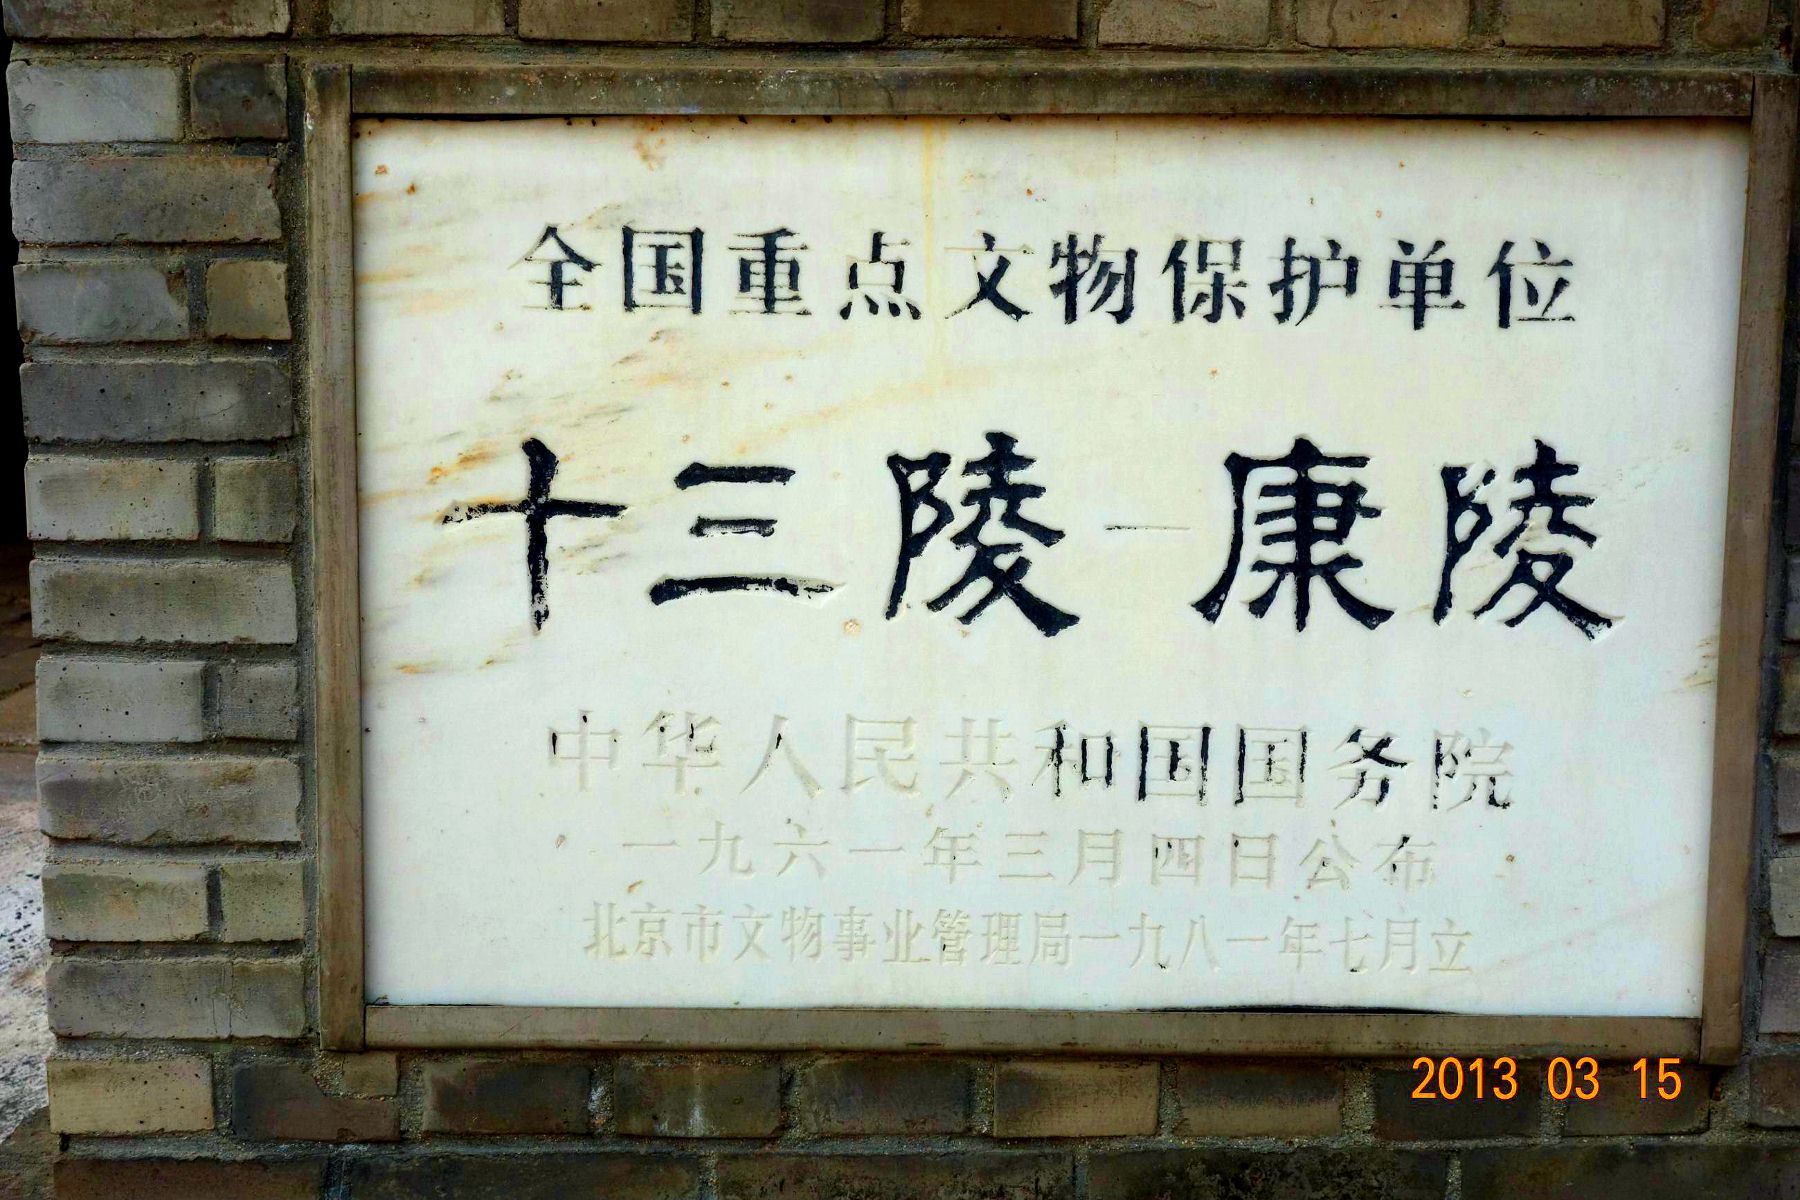 全国重点文物保护单位
十三陵－康陵
中华人民共和国国务院
一九六一年三月四日公布
北京市文物事业管理局一九八一年七月立
2013 03 15